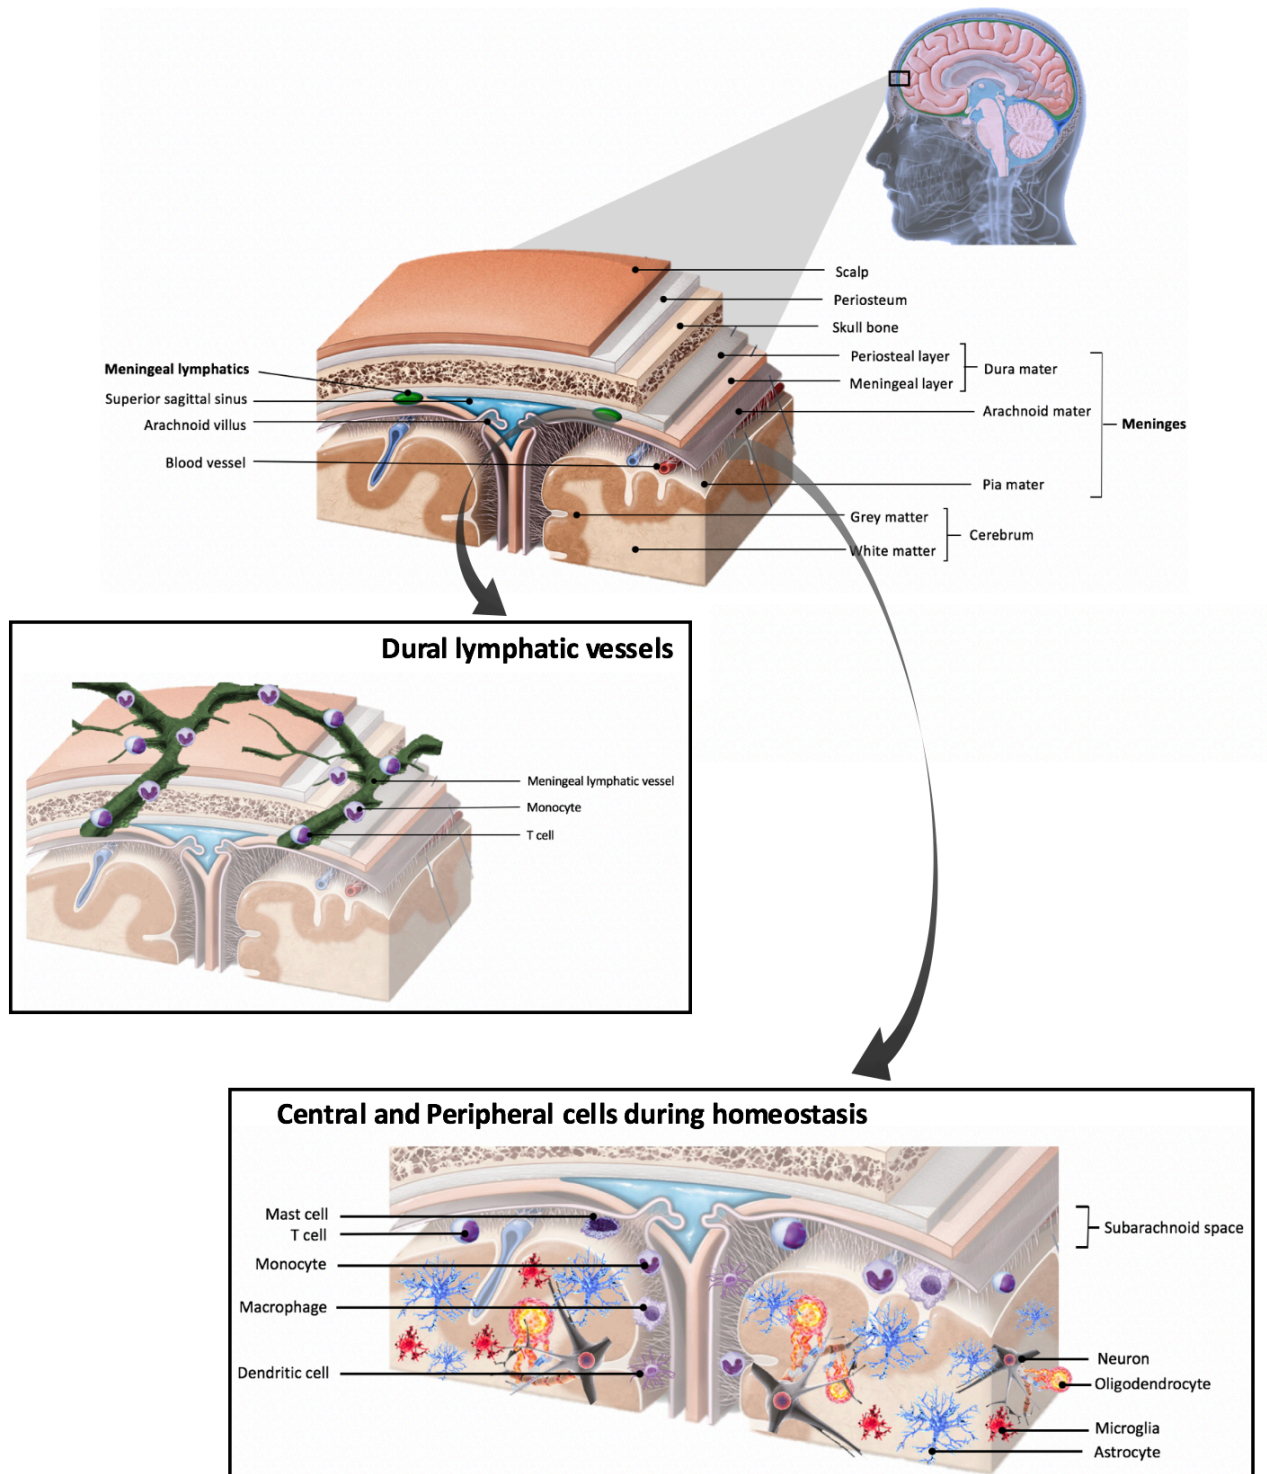 Scalp
Periosteum
Skull bone
Periosteal layer
Meningeal layer
Dura mater
Arachnoid mater
Meninges
Pia mater
Grey matter
White matter
Cerebrum
Meningeal lymphatics
Superior sagittal sinus
Arachnoid villus
Blood vessel
Dural lymphatic vessels
Meningeal lymphatic vessel
Monocyte
T cell
Central and Peripheral cells during homeostasis
Mast cell
T cell
Monocyte
Macrophage
Dendritic cell
Subarachnoid space
Neuron
Oligodendrocyte
Microglia
Astrocyte